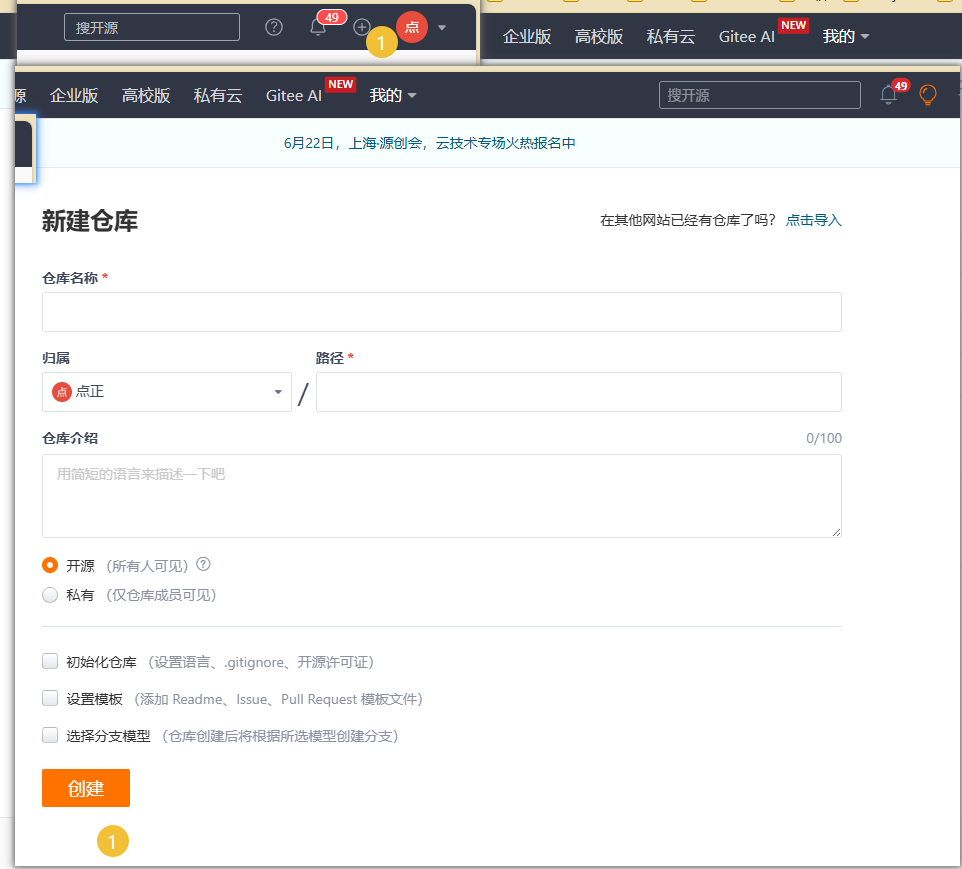 搜开源 49 点
1
企业版 高校版 私有云 Gitee AI NEW 我的
源 企业版 高校版 私有云 Gitee AI NEW 我的 搜开源 49
6月22日，上海·源创会，云技术专场火热报名中
新建仓库 在其他网站已经有仓库了吗？ 点击导入
仓库名称 *
归属 路径 *
点 点正 /
仓库介绍 0/100
用简短的语言来描述一下吧
开源 （所有人可见） ?
私有 （仅仓库成员可见）
初始化仓库 （设置语言、.gitignore、开源许可证）
设置模板 （添加 Readme、Issue、Pull Request 模板文件）
选择分支模型 （仓库创建后将根据所选模型创建分支）
创建
1